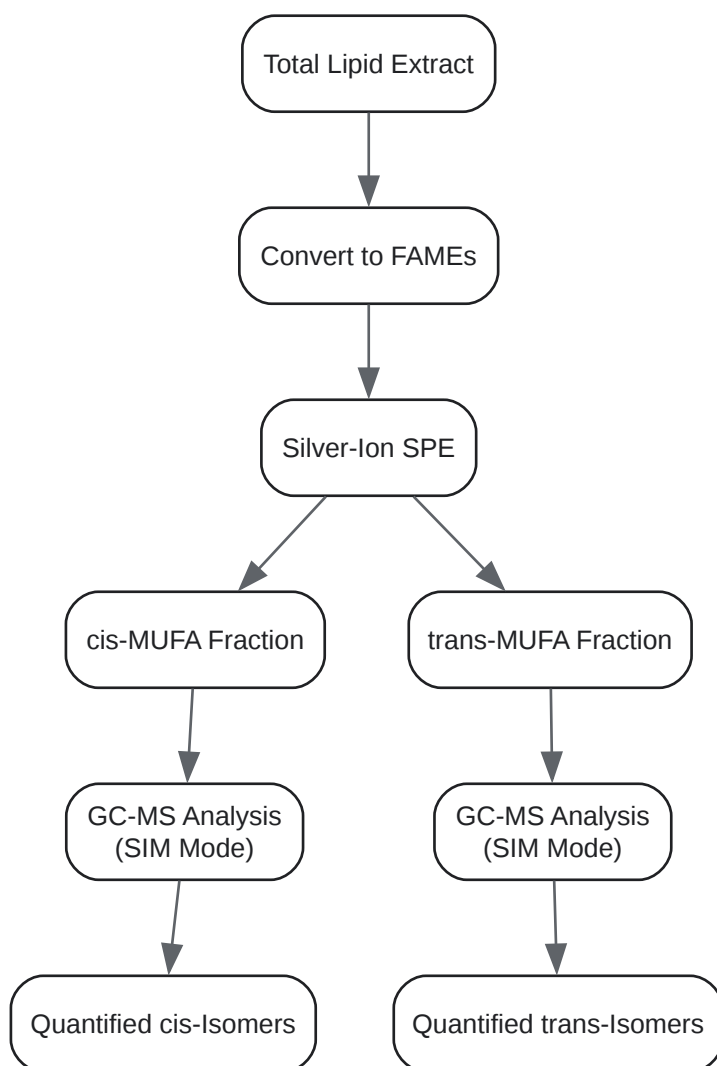 Total Lipid Extract
Convert to FAMEs
Silver-Ion SPE
cis-MUFA Fraction
trans-MUFA Fraction
GC-MS Analysis
(SIM Mode)
GC-MS Analysis
(SIM Mode)
Quantified cis-Isomers
Quantified trans-Isomers